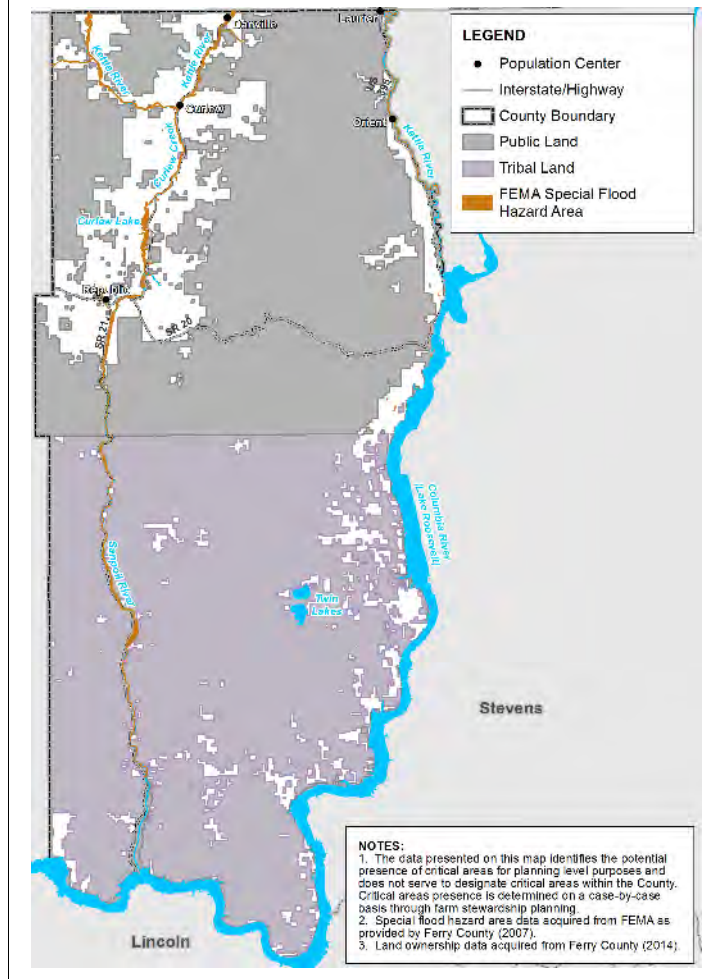 Danville
Laurier
Kettle River
Kettle River
US 395
Curlew
Orient
Kettle River
Curlew Creek
Curlew Lake
Republic
SR 21
SR 20
Columbia River
(Lake Roosevelt)
Sanpoil River
Twin
Lakes
Stevens
Lincoln
LEGEND
Population Center
Interstate/Highway
County Boundary
Public Land
Tribal Land
FEMA Special Flood
Hazard Area
NOTES:
1. The data presented on this map identifies the potential
presence of critical areas for planning level purposes and
does not serve to designate critical areas within the County.
Critical areas presence is determined on a case-by-case
basis through farm stewardship planning.
2. Special flood hazard area data acquired from FEMA as
provided by Ferry County (2007).
3. Land ownership data acquired from Ferry County (2014).